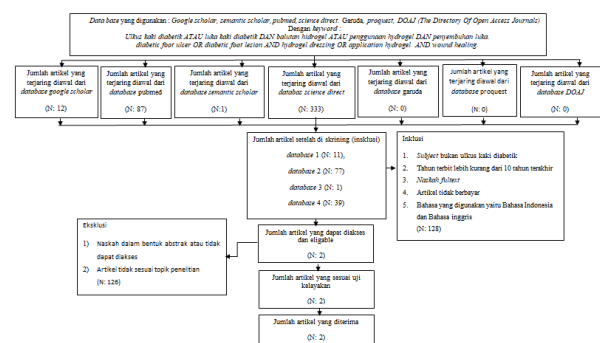 Data base yang digunakan : Google scholar, semantic scholar, pubmed, science direct. Garuda, proquest, DOAJ (The Directory Of Open Access Journals)
Dengan keyword :
Ulkus kaki diabetik ATAU luka kaki diabetik DAN balutan hidrogel ATAU penggunaan hydrogel DAN penyembuhan luka.
diabetic foot ulcer OR diabetic foot lesion AND hydrogel dressing OR application hydrogel AND wound healing.
Jumlah artikel yang
terjaring diawal dari
database google scholar
(N: 12)
Jumlah artikel yang
terjaring diawal dari
database pubmed
(N: 87)
Jumlah artikel yang
terjaring diawal dari
database semantic scholar
(N:1)
Jumlah artikel yang
terjaring diawal dari
databas science direct
(N: 333)
Jumlah artikel yang
terjaring diawal dari
database garuda
(N: 0)
Jumlah artikel yang
terjaring diawal dari
database proquest
(N: 0)
Jumlah artikel yang
terjaring diawal dari
database DOAJ
(N: 0)
Jumlah artikel setelah di skrining (insklusi)
database 1 (N: 11),
database 2 (N: 77)
database 3 (N: 1)
database 4 (N: 39)
Inklusi
1. Subject bukan ulkus kaki diabetik
2. Tahun terbit lebih kurang dari 10 tahun terakhir
3. Naskah fultext
4. Artikel tidak berbayar
5. Bahasa yang digunakan yaitu Bahasa Indonesia
dan Bahasa inggris
(N: 128)
Eksklusi
1) Naskah dalam bentuk abstrak atau tidak
dapat diakses
2) Artikel tidak sesuai topik penelitian
(N: 126)
Jumlah artikel yang dapat diakses
dan eligable
(N: 2)
Jumlah artikel yang sesuai uji
kelayakan
(N: 2)
Jumlah artikel yang diterima
(N: 2)